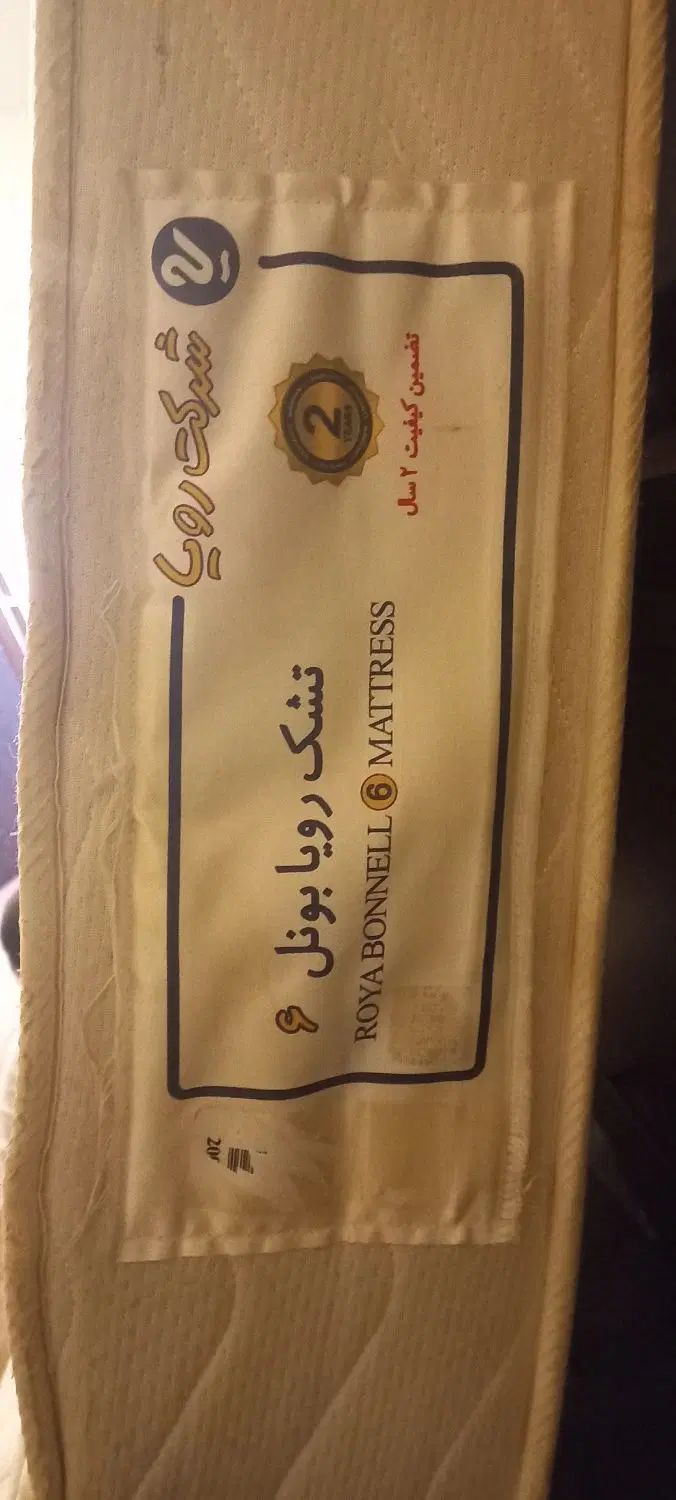 شرکت رویا
2
YEARS
تضمین کیفیت ۲ سال
تشک رویا بونل ۶
ROYA BONNELL 6 MATTRESS